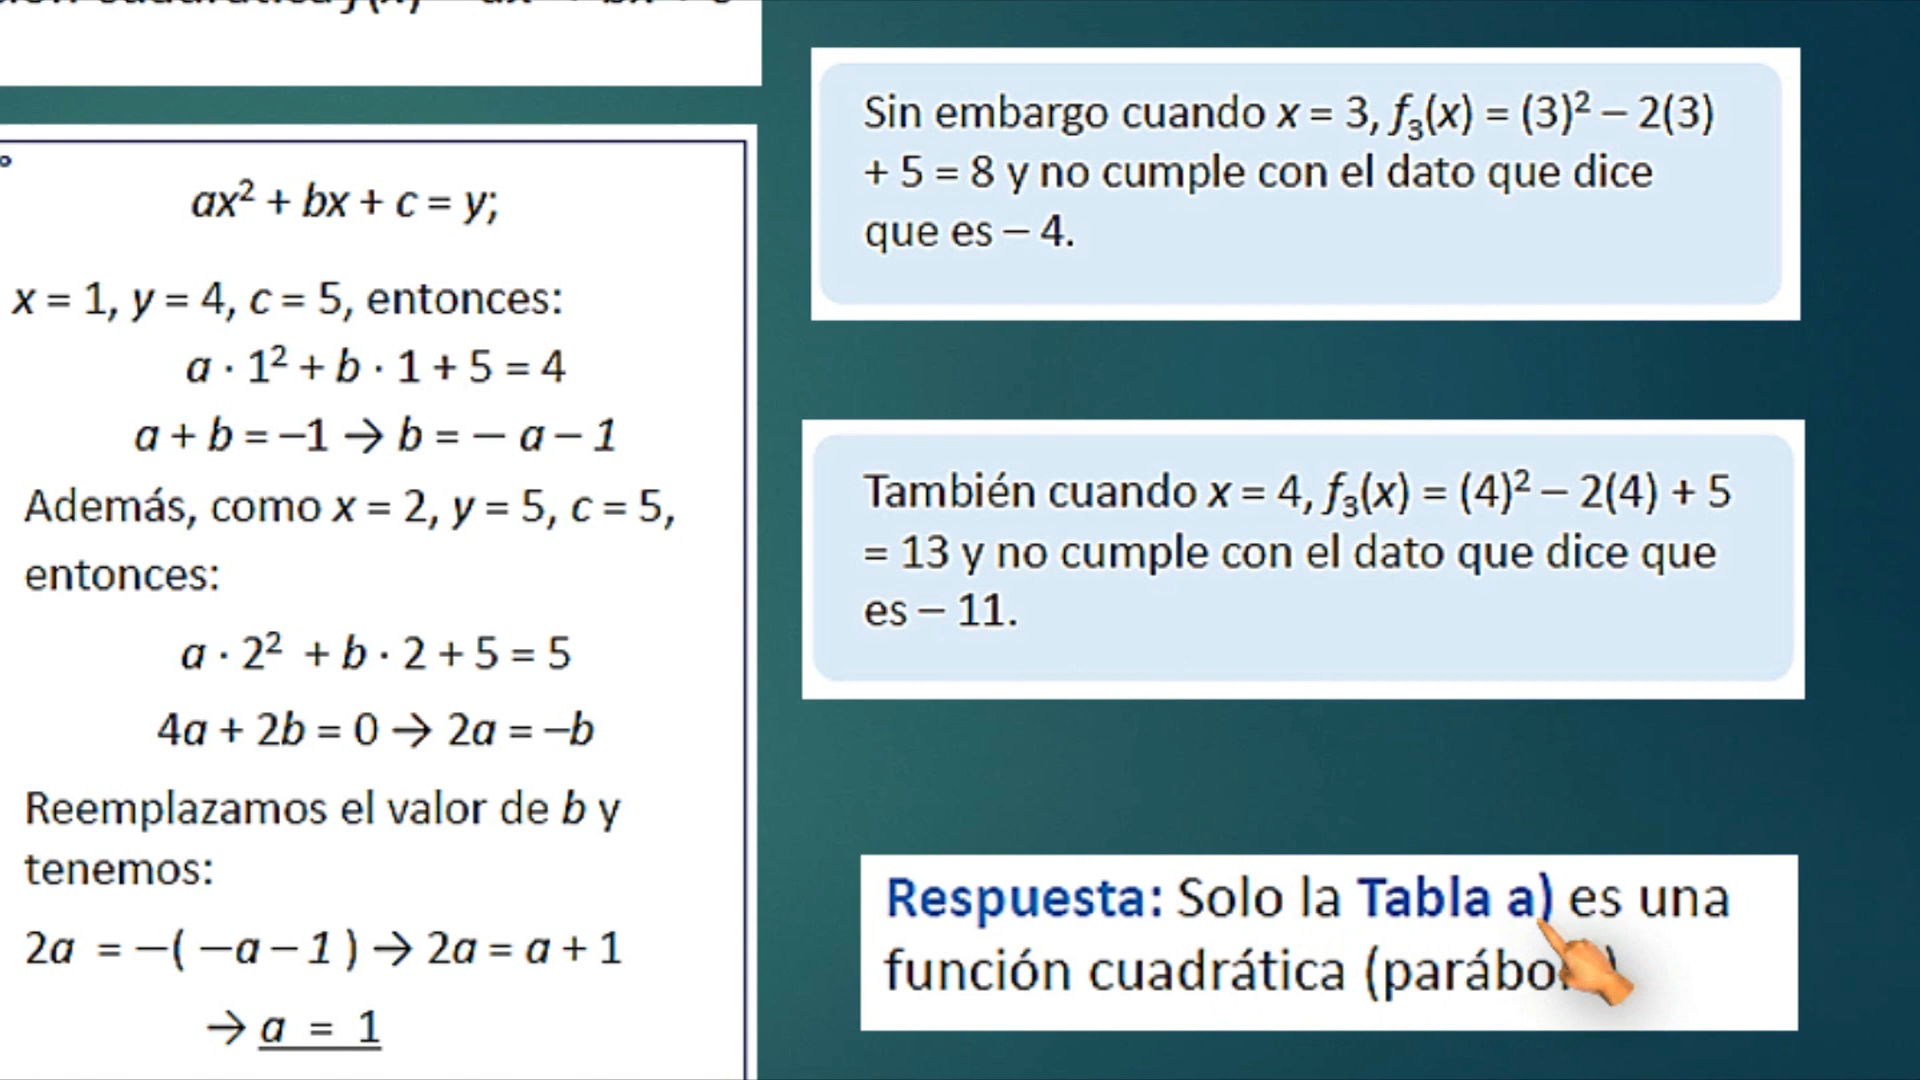 ax² + bx + c = y;
x = 1, y = 4, c = 5, entonces:
a · 1² + b · 1 + 5 = 4
a + b = –1 → b = – a – 1
Además, como x = 2, y = 5, c = 5,
entonces:
a · 2² + b · 2 + 5 = 5
4a + 2b = 0 → 2a = –b
Reemplazamos el valor de b y
tenemos:
2a = –( –a – 1 ) → 2a = a + 1
→ a = 1
Sin embargo cuando x = 3, f₃(x) = (3)² – 2(3)
+ 5 = 8 y no cumple con el dato que dice
que es – 4.
También cuando x = 4, f₃(x) = (4)² – 2(4) + 5
= 13 y no cumple con el dato que dice que
es – 11.
Respuesta: Solo la Tabla a) es una
función cuadrática